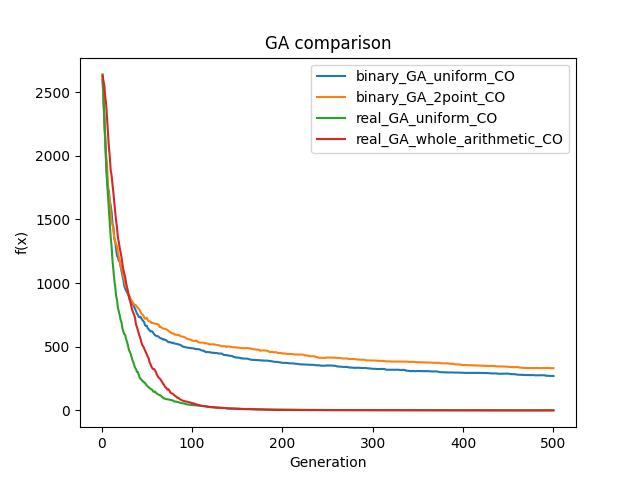 GA comparison
binary_GA_uniform_CO
binary_GA_2point_CO
real_GA_uniform_CO
real_GA_whole_arithmetic_CO
2500
2000
1500
1000
500
0
f(x)
0 100 200 300 400 500
Generation